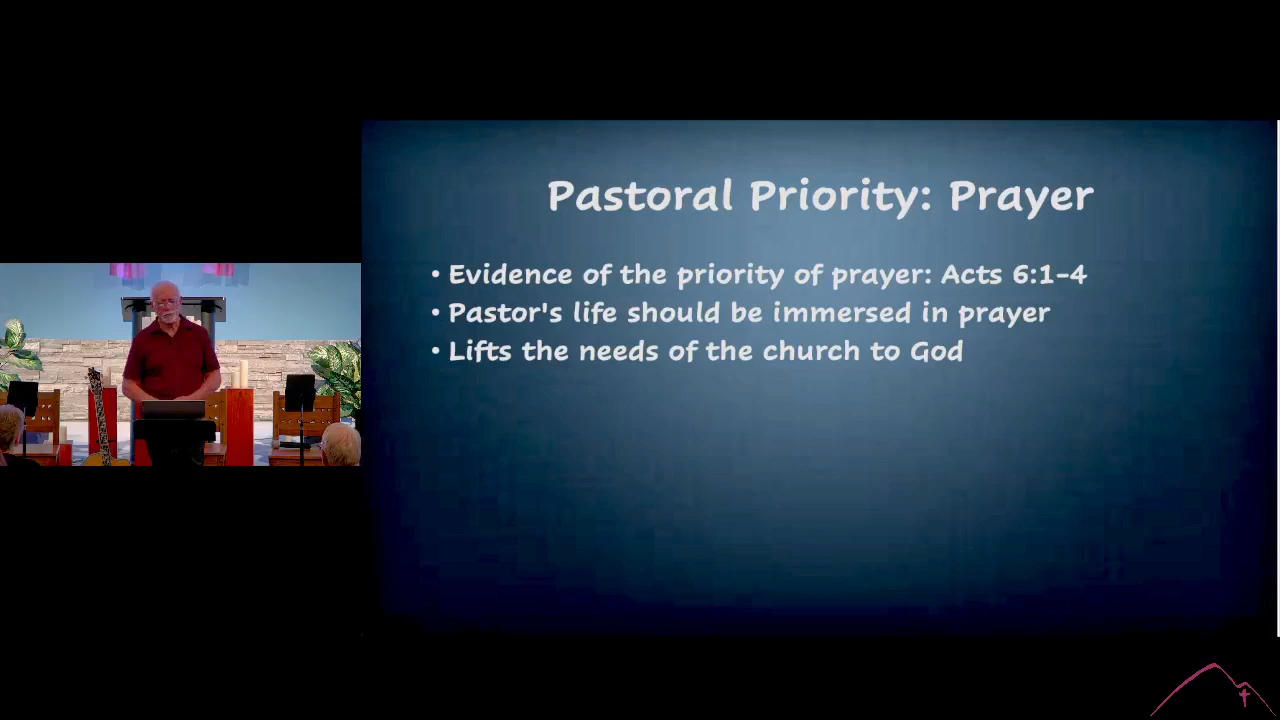 Pastoral Priority: Prayer
• Evidence of the priority of prayer: Acts 6:1-4
• Pastor's life should be immersed in prayer
• Lifts the needs of the church to God